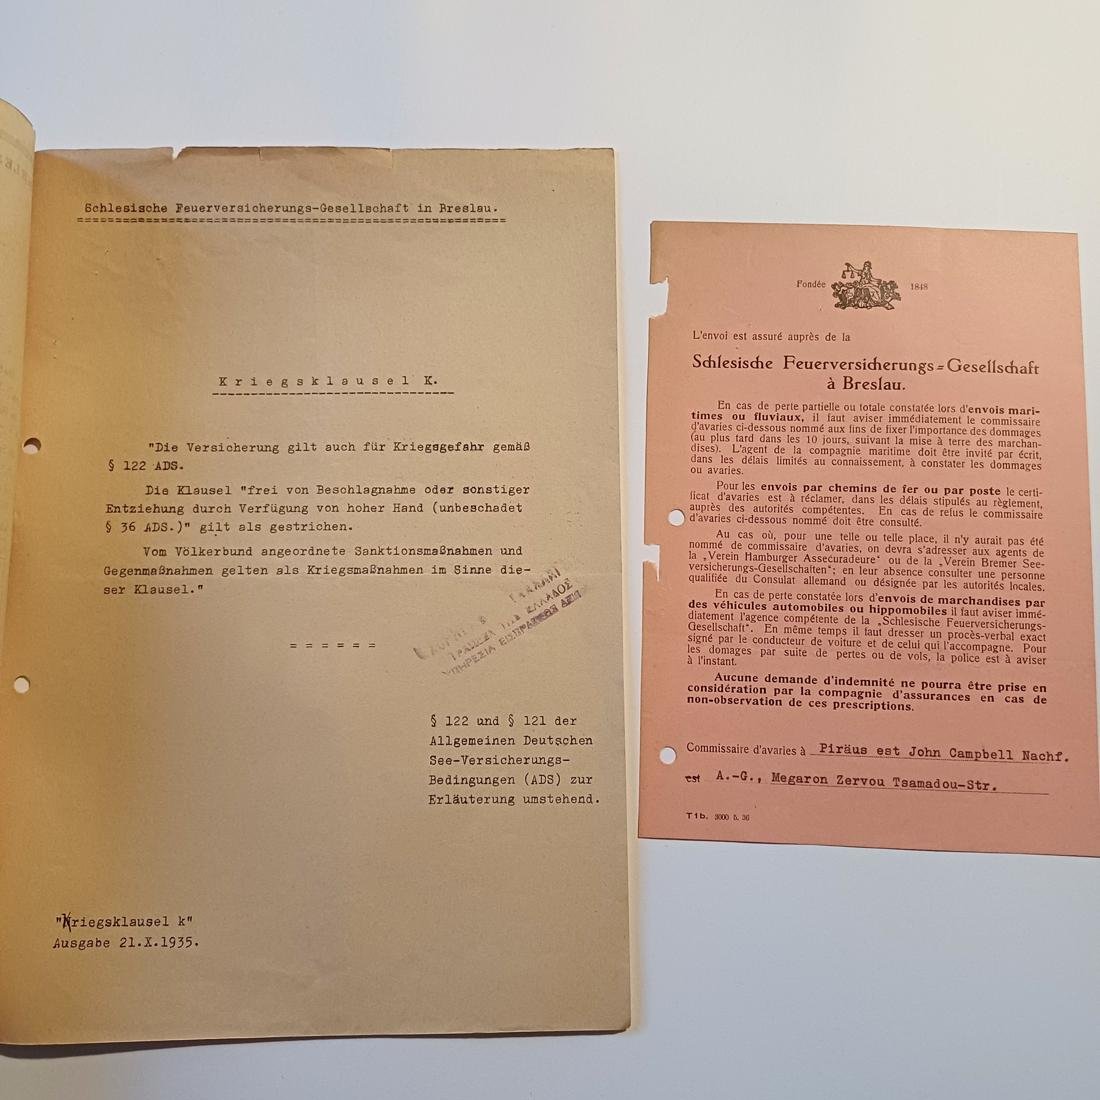 Schlesische Feuerversicherungs-Gesellschaft in Breslau.
Kriegsklausel K.
"Die Versicherung gilt auch für Kriegsgefahr gemäß
§ 122 ADS.
Die Klausel "frei von Beschlagnahme oder sonstiger
Entziehung durch Verfügung von hoher Hand (unbeschadet
§ 36 ADS.)" gilt als gestrichen.
Vom Völkerbund angeordnete Sanktionsmaßnahmen und
Gegenmaßnahmen gelten als Kriegsmaßnahmen im Sinne die-
ser Klausel."
= = = = = =
ΤΡΑΠΕΖΑ ΤΗΣ ΕΛΛΑΔΟΣ
ΥΠΗΡΕΣΙΑ
§ 122 und § 121 der
Allgemeinen Deutschen
See-Versicherungs-
Bedingungen (ADS) zur
Erläuterung umstehend.
"Kriegsklausel k"
Ausgabe 21.X.1935.
Fondée 1848
L'envoi est assuré auprès de la
Schlesische Feuerversicherungs=Gesellschaft
à Breslau.
En cas de perte partielle ou totale constatée lors d'envois mari-
times ou fluviaux, il faut aviser immédiatement le commissaire
d'avaries ci-dessous nommé aux fins de fixer l'importance des dommages
(au plus tard dans les 10 jours, suivant la mise à terre des marchan-
dises). L'agent de la compagnie maritime doit être invité par écrit,
dans les délais limités au connaissement, à constater les dommages
ou avaries.
Pour les envois par chemins de fer ou par poste le certi-
ficat d'avaries est à réclamer, dans les délais stipulés au règlement,
auprès des autorités compétentes. En cas de refus le commissaire
d'avaries ci-dessous nommé doit être consulté.
Au cas où, pour une telle ou telle place, il n'y aurait pas été
nommé de commissaire d'avaries, on devra s'adresser aux agents de
la „Verein Hamburger Assecuradeure" ou de la „Verein Bremer See-
versicherungs-Gesellschaften"; en leur absence consulter une personne
qualifiée du Consulat allemand ou désignée par les autorités locales.
En cas de perte constatée lors d'envois de marchandises par
des véhicules automobiles ou hippomobiles il faut aviser immé-
diatement l'agence compétente de la „Schlesische Feuerversicherungs-
Gesellschaft". En même temps il faut dresser un procès-verbal exact
signé par le conducteur de voiture et de celui qui l'accompagne. Pour
les domages par suite de pertes ou de vols, la police est à aviser
à l'instant.
Aucune demande d'indemnité ne pourra être prise en
considération par la compagnie d'assurances en cas de
non-observation de ces prescriptions.
Commissaire d'avaries à Piräus est John Campbell Nachf.
est A.-G., Megaron Zervou Tsamadou-Str.
T1b. 3000 5. 36